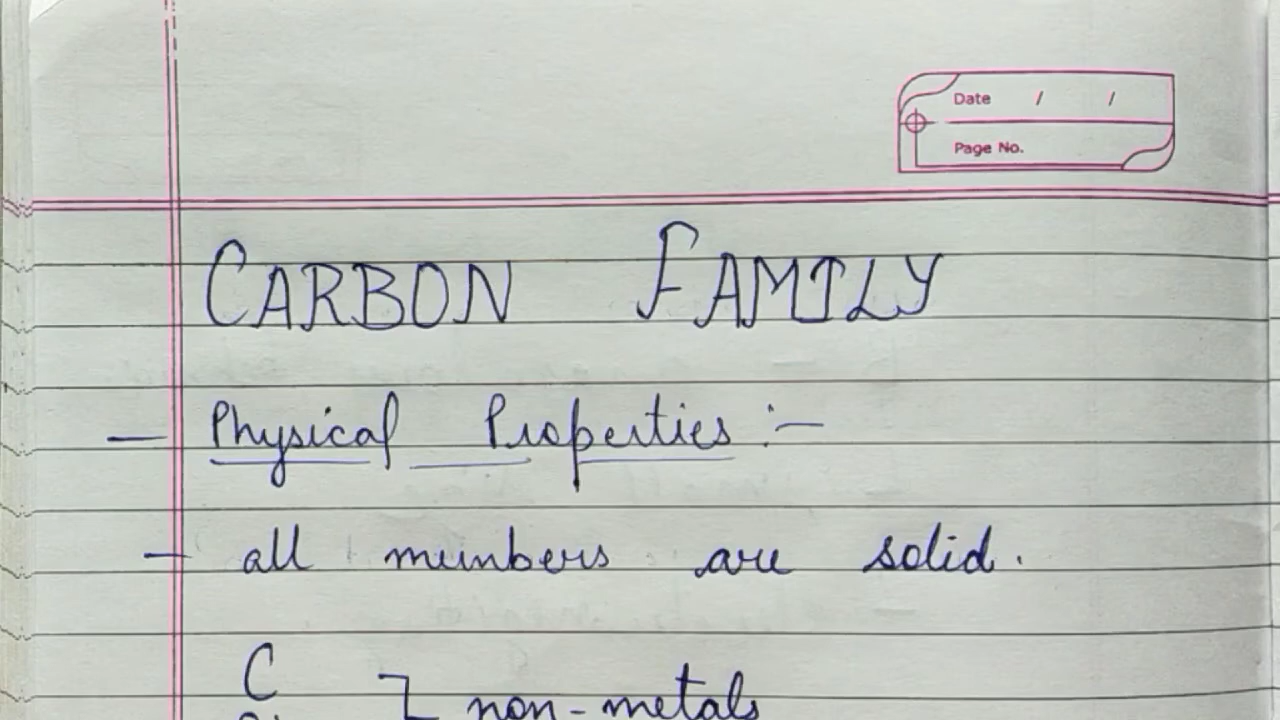 Date / /
Page No.
CARBON FAMILY
— Physical Properties :—
— all members are solid.
C
non-metals